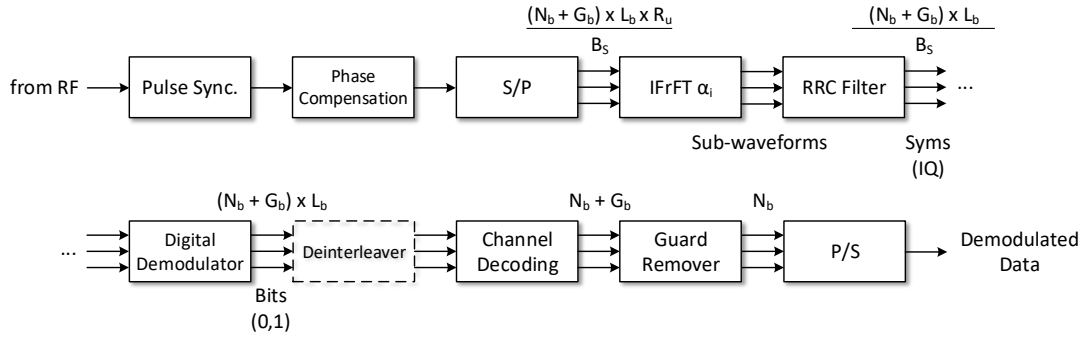 (N_b + G_b) x L_b x R_u
B_S
(N_b + G_b) x L_b
B_S
from RF
Pulse Sync.
Phase
Compensation
S/P
IFrFT α_i
RRC Filter
...
Sub-waveforms
Syms
(IQ)
(N_b + G_b) x L_b
N_b + G_b
N_b
...
Digital
Demodulator
Deinterleaver
Channel
Decoding
Guard
Remover
P/S
Demodulated
Data
Bits
(0,1)